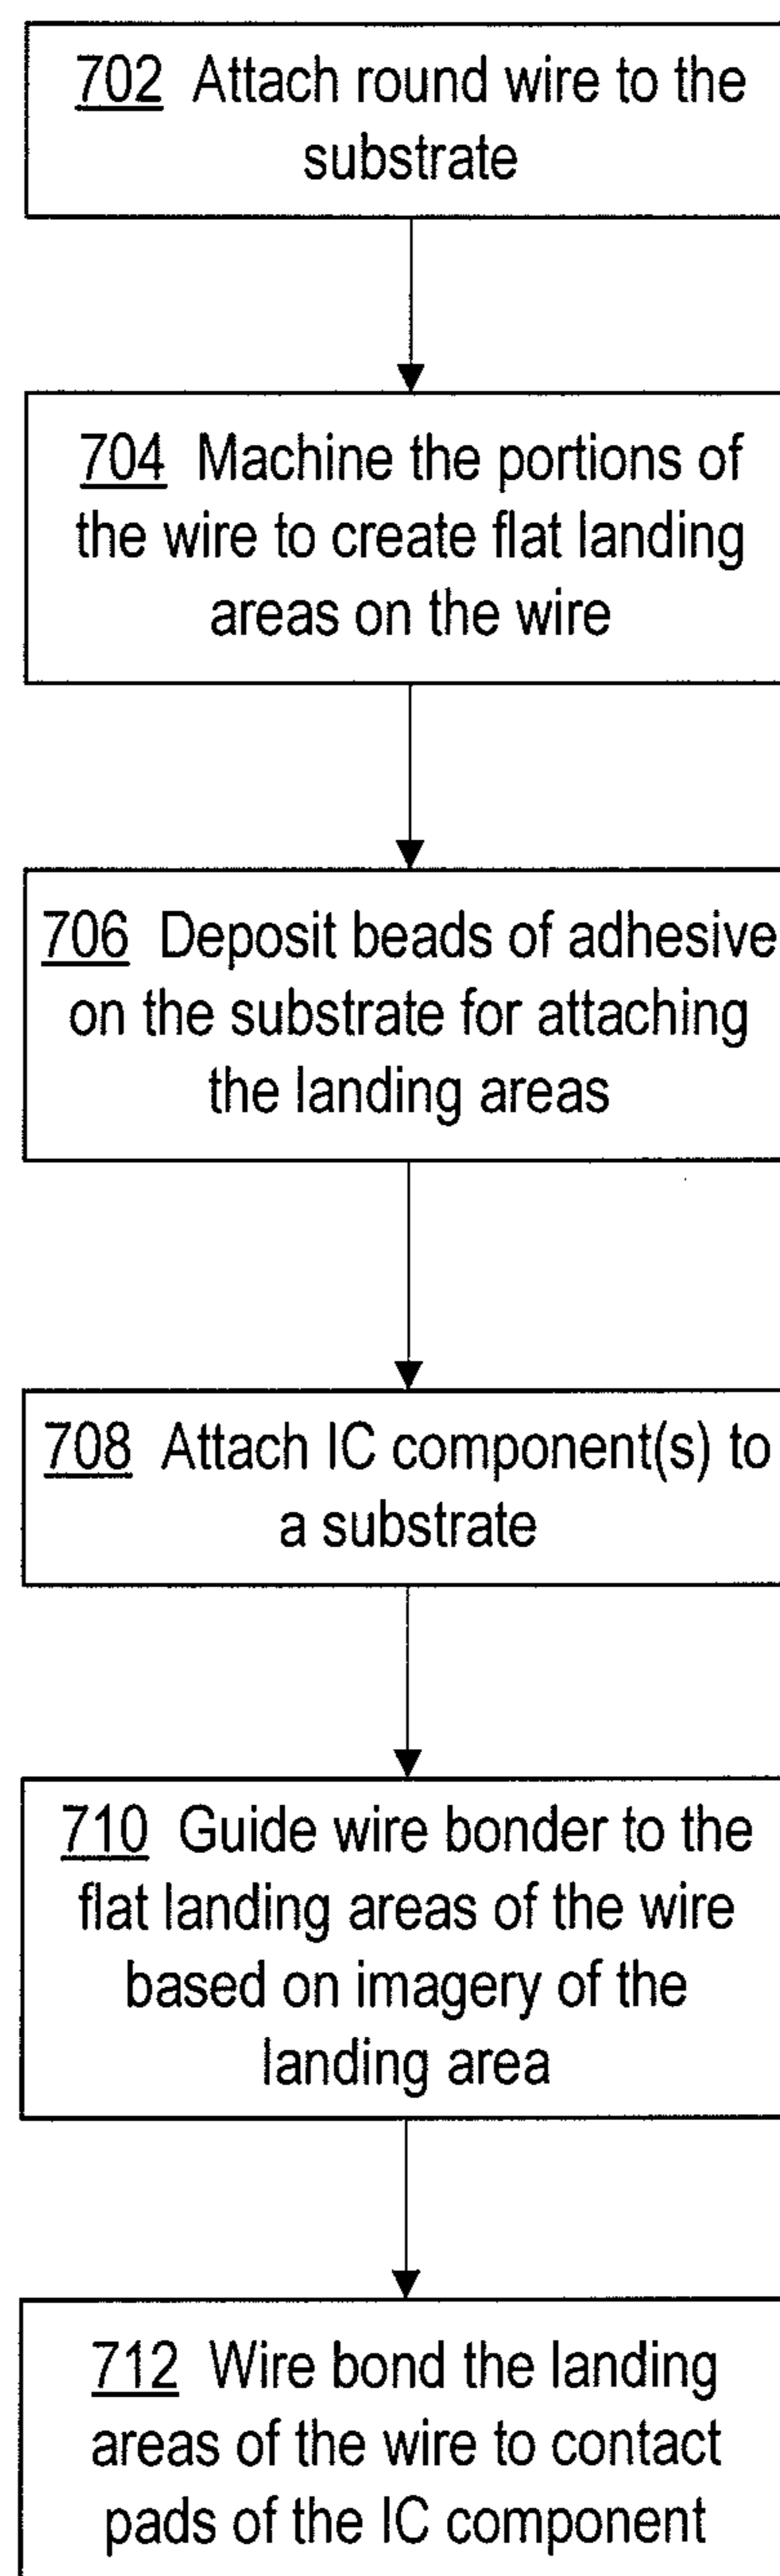 702 Attach round wire to the
substrate
704 Machine the portions of
the wire to create flat landing
areas on the wire
706 Deposit beads of adhesive
on the substrate for attaching
the landing areas
708 Attach IC component(s) to
a substrate
710 Guide wire bonder to the
flat landing areas of the wire
based on imagery of the
landing area
712 Wire bond the landing
areas of the wire to contact
pads of the IC component